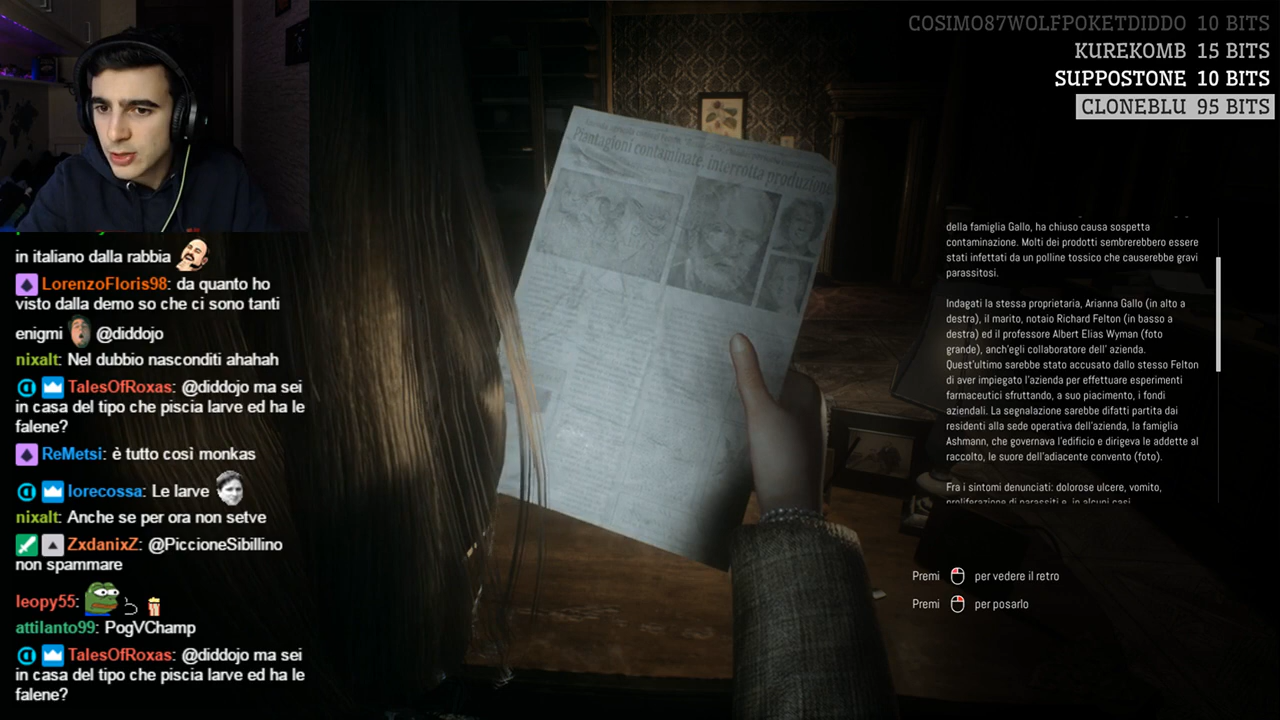 COSIMO87WOLFPOKETDIDDO 10 BITS
KUREKOMB 15 BITS
SUPPOSTONE 10 BITS
CLONEBLU 95 BITS
in italiano dalla rabbia
LorenzoFloris98: da quanto ho
visto dalla demo so che ci sono tanti
enigmi @diddojo
nixalt: Nel dubbio nasconditi ahahah
TalesOfRoxas: @diddojo ma sei
in casa del tipo che piscia larve ed ha le
falene?
ReMetsi: è tutto così monkas
lorecossa: Le larve
nixalt: Anche se per ora non setve
ZxdanixZ: @PiccioneSibillino
non spammare
leopy55:
attilanto99: PogVChamp
TalesOfRoxas: @diddojo ma sei
in casa del tipo che piscia larve ed ha le
falene?
Piantagioni contaminate, interrotta produzione
della famiglia Gallo, ha chiuso causa sospetta
contaminazione. Molti dei prodotti sembrerebbero essere
stati infettati da un polline tossico che causerebbe gravi
parassitosi.
Indagati la stessa proprietaria, Arianna Gallo (in alto a
destra), il marito, notaio Richard Felton (in basso a
destra) ed il professore Albert Elias Wyman (foto
grande), anch'egli collaboratore dell' azienda.
Quest'ultimo sarebbe stato accusato dallo stesso Felton
di aver impiegato l'azienda per effettuare esperimenti
farmaceutici sfruttando, a suo piacimento, i fondi
aziendali. La segnalazione sarebbe difatti partita dai
residenti alla sede operativa dell'azienda, la famiglia
Ashmann, che governava l'edificio e dirigeva le addette al
raccolto, le suore dell'adiacente convento (foto).
Fra i sintomi denunciati: dolorose ulcere, vomito,
proliferazione di parassiti e, in alcuni casi,
Premi per vedere il retro
Premi per posarlo